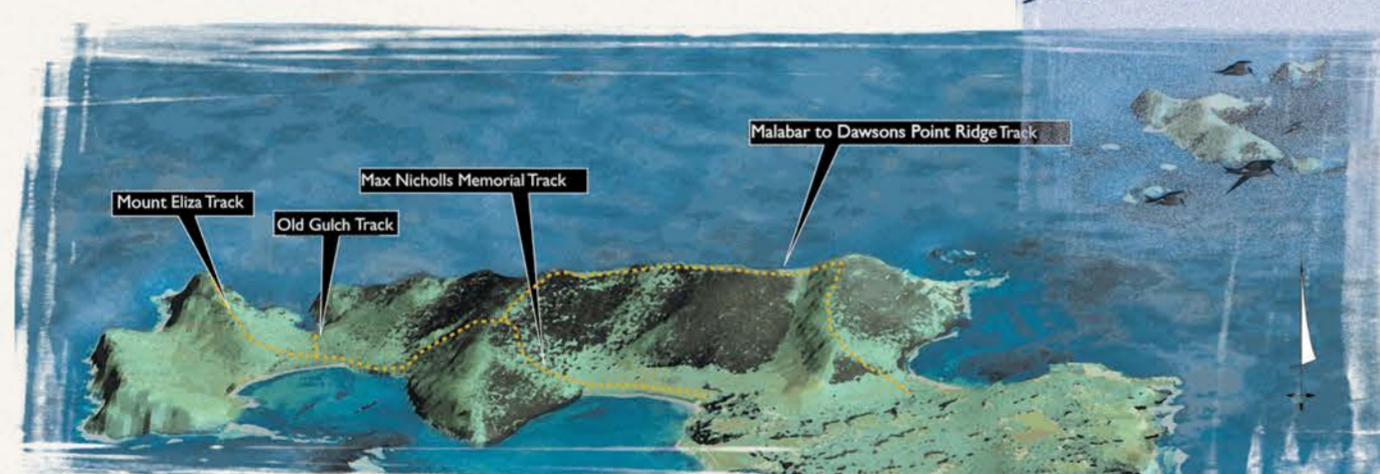 Malabar to Dawsons Point Ridge Track
Max Nicholls Memorial Track
Mount Eliza Track
Old Gulch Track